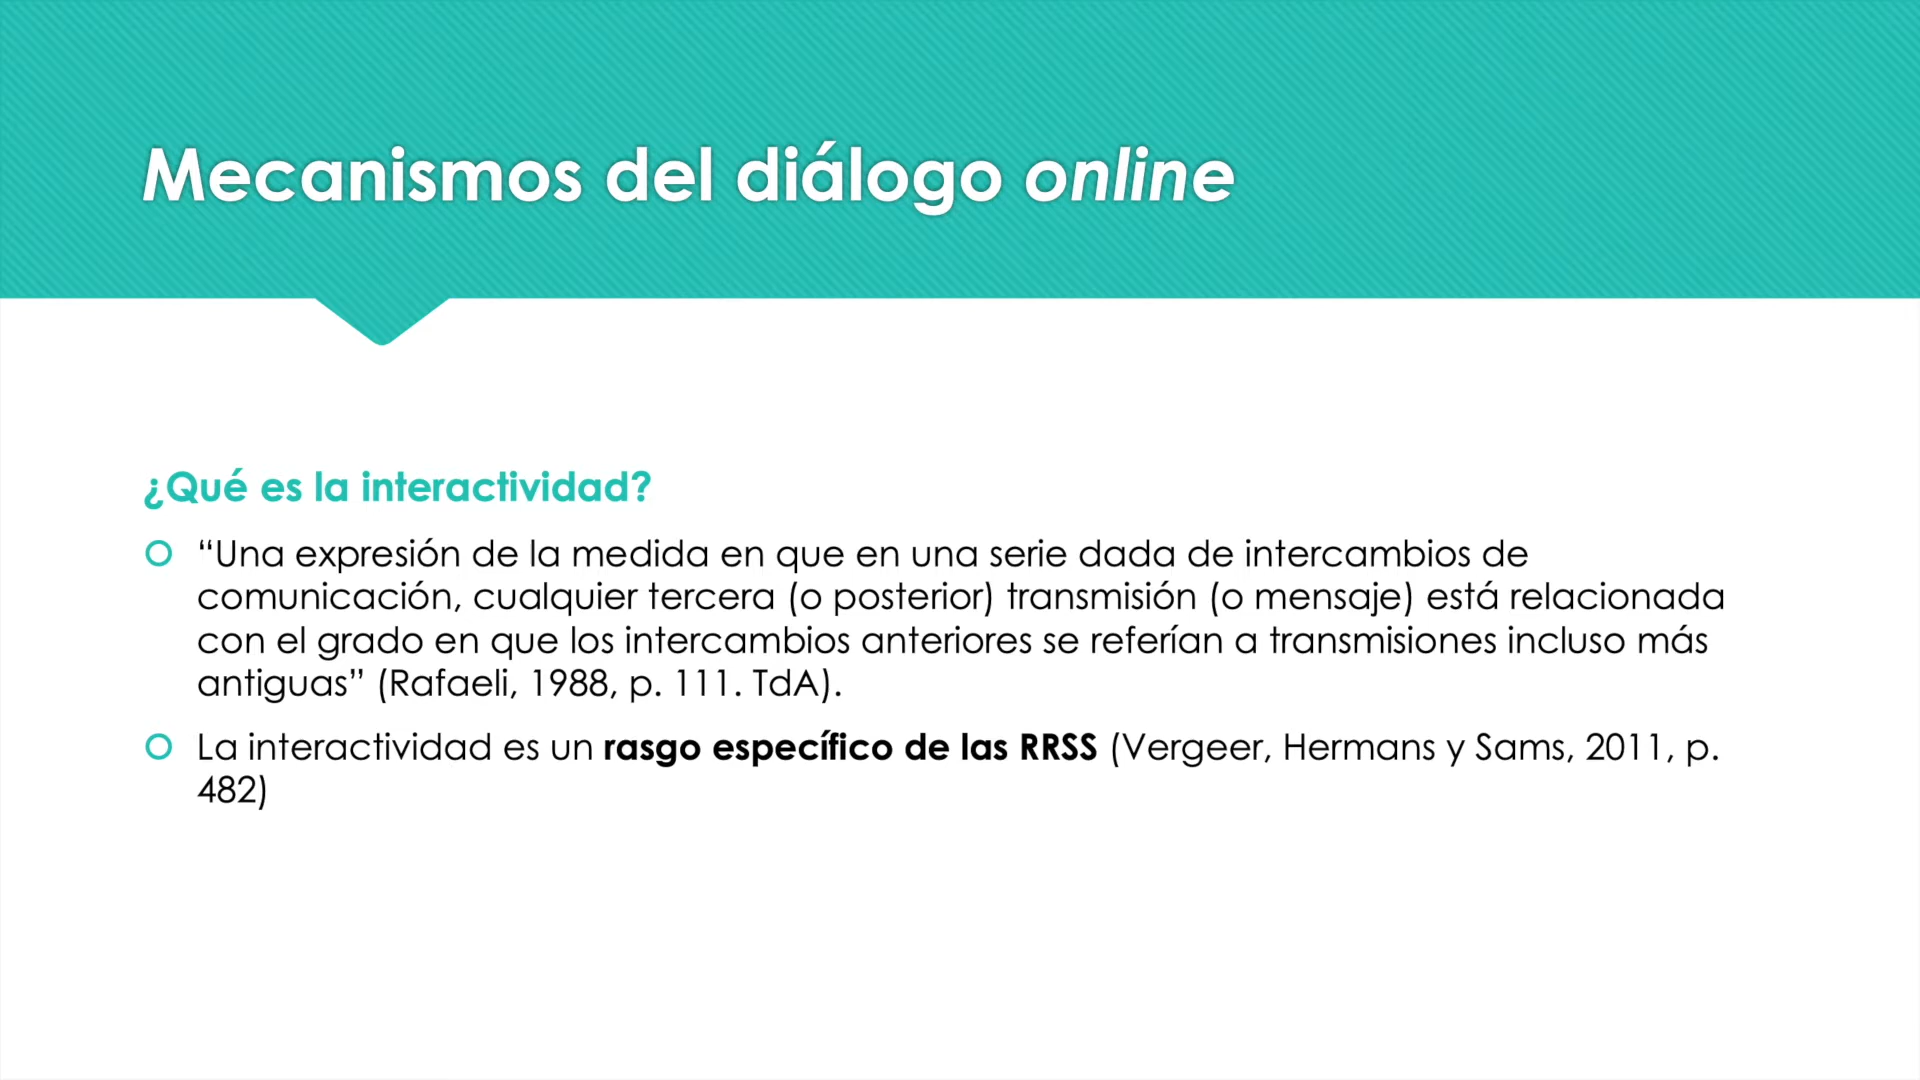 Mecanismos del diálogo online
¿Qué es la interactividad?
“Una expresión de la medida en que en una serie dada de intercambios de
comunicación, cualquier tercera (o posterior) transmisión (o mensaje) está relacionada
con el grado en que los intercambios anteriores se referían a transmisiones incluso más
antiguas” (Rafaeli, 1988, p. 111. TdA).
La interactividad es un rasgo específico de las RRSS (Vergeer, Hermans y Sams, 2011, p.
482)